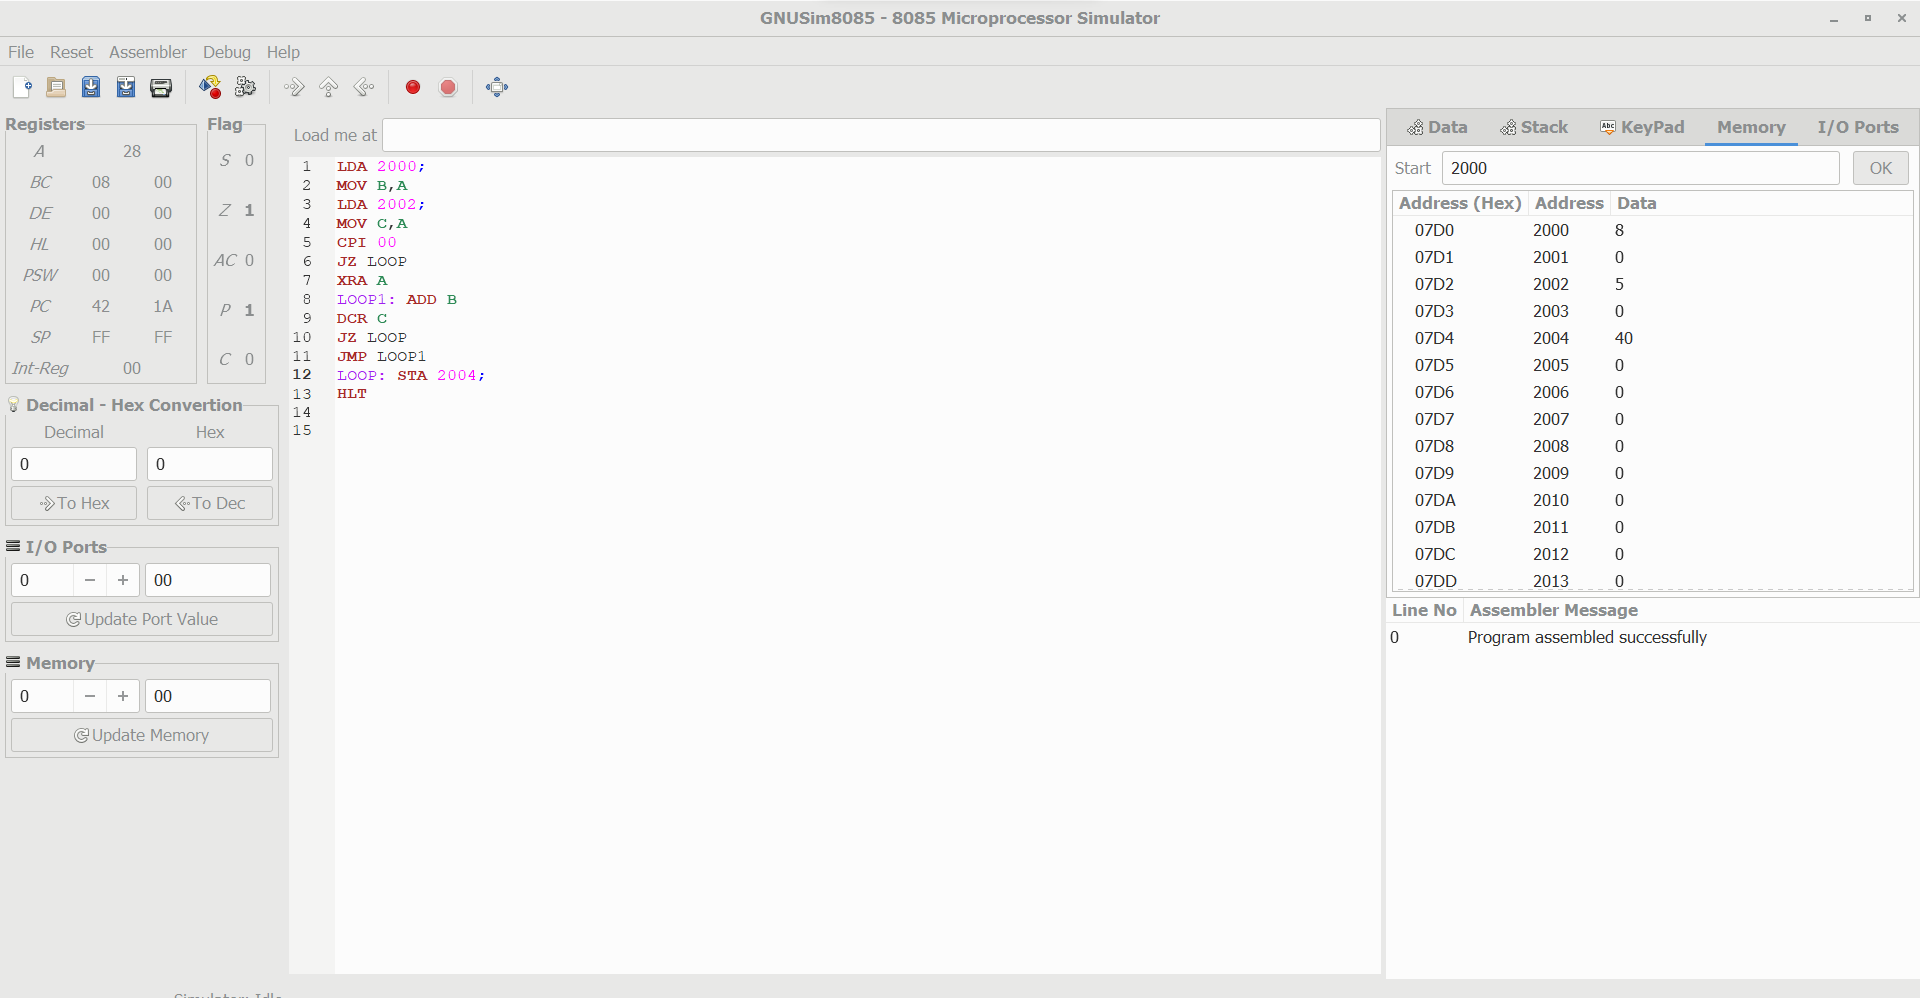 GNUSim8085 - 8085 Microprocessor Simulator
File Reset Assembler Debug Help
Registers
A 28
BC 08 00
DE 00 00
HL 00 00
PSW 00 00
PC 42 1A
SP FF FF
Int-Reg 00
Flag
S 0
Z 1
AC 0
P 1
C 0
Decimal - Hex Convertion
Decimal Hex
0 0
To Hex To Dec
I/O Ports
0 − + 00
Update Port Value
Memory
0 − + 00
Update Memory
Load me at
1 LDA 2000;
2 MOV B,A
3 LDA 2002;
4 MOV C,A
5 CPI 00
6 JZ LOOP
7 XRA A
8 LOOP1: ADD B
9 DCR C
10 JZ LOOP
11 JMP LOOP1
12 LOOP: STA 2004;
13 HLT
14
15
Data Stack Abc KeyPad Memory I/O Ports
Start 2000 OK
Address (Hex) Address Data
07D0 2000 8
07D1 2001 0
07D2 2002 5
07D3 2003 0
07D4 2004 40
07D5 2005 0
07D6 2006 0
07D7 2007 0
07D8 2008 0
07D9 2009 0
07DA 2010 0
07DB 2011 0
07DC 2012 0
07DD 2013 0
Line No Assembler Message
0 Program assembled successfully
Simulator: Idle